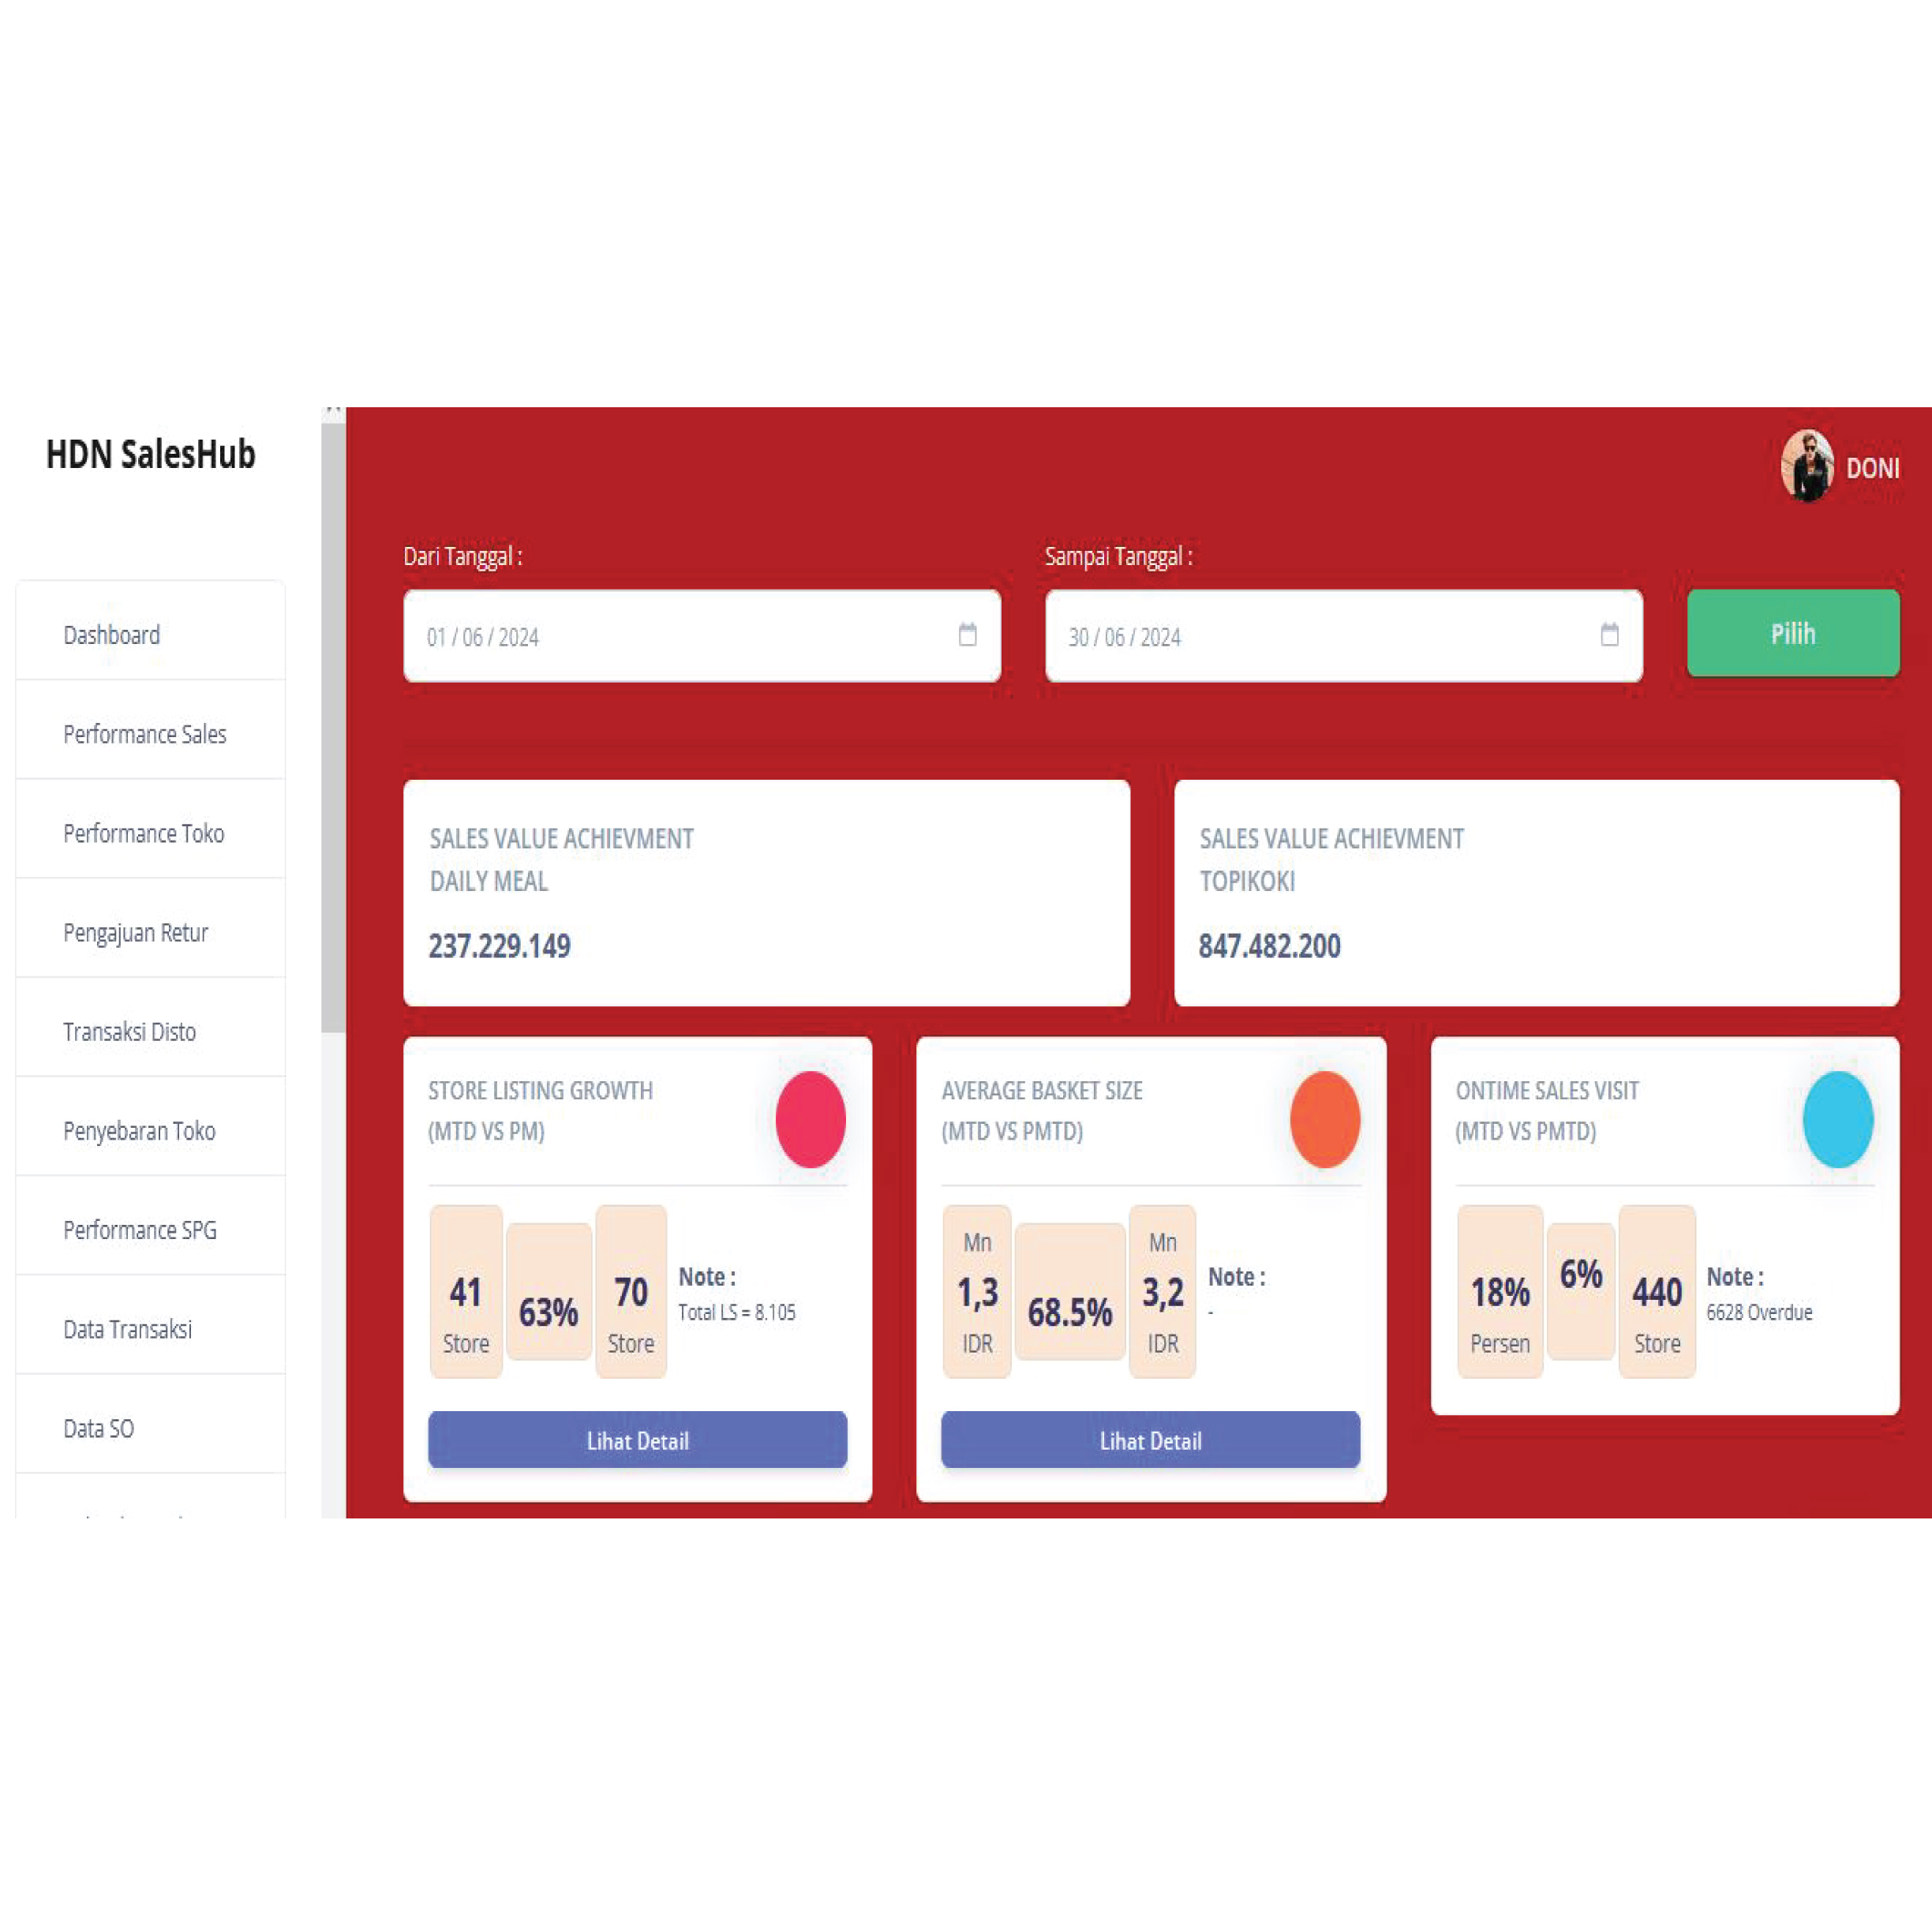 HDN SalesHub
Dashboard
Performance Sales
Performance Toko
Pengajuan Retur
Transaksi Disto
Penyebaran Toko
Performance SPG
Data Transaksi
Data SO
DONI
Dari Tanggal :
Sampai Tanggal :
01 / 06 / 2024
30 / 06 / 2024
Pilih
SALES VALUE ACHIEVMENT
DAILY MEAL
237.229.149
SALES VALUE ACHIEVMENT
TOPIKOKI
847.482.200
STORE LISTING GROWTH
(MTD VS PM)
41
Store
63%
70
Store
Note :
Total LS = 8.105
Lihat Detail
AVERAGE BASKET SIZE
(MTD VS PMTD)
Mn
1,3
IDR
68.5%
Mn
3,2
IDR
Note :
-
Lihat Detail
ONTIME SALES VISIT
(MTD VS PMTD)
18%
Persen
6%
440
Store
Note :
6628 Overdue